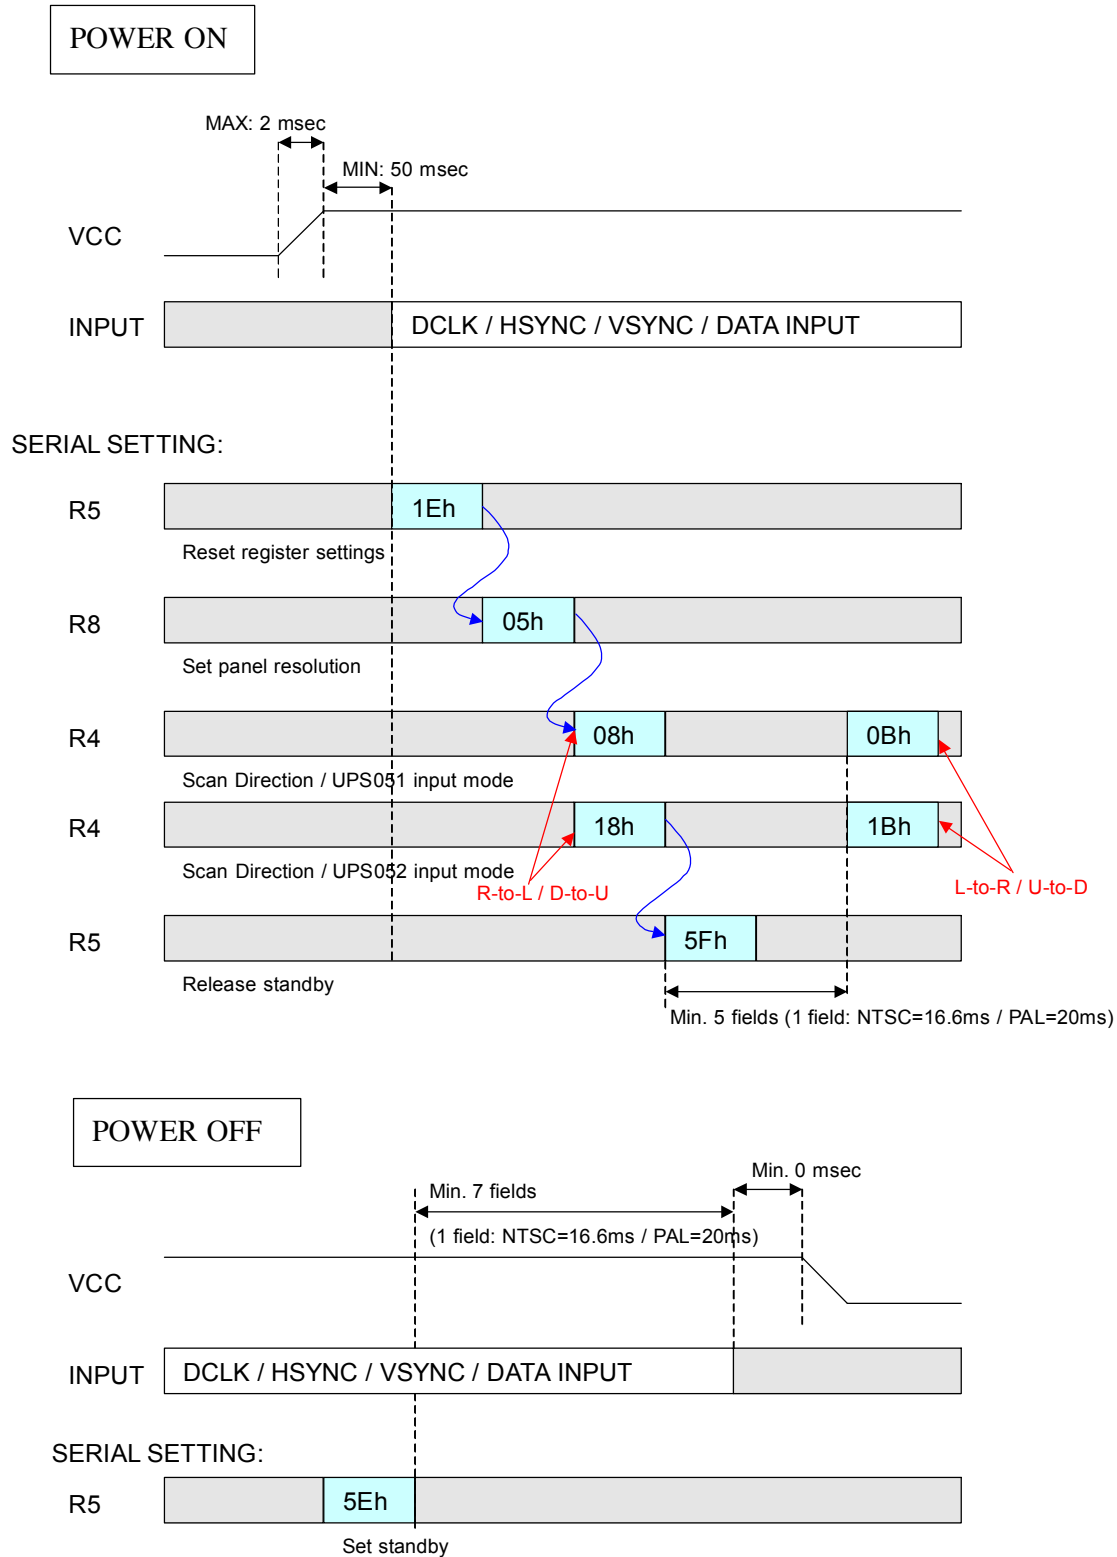 POWER ON
MAX: 2 msec
MIN: 50 msec
VCC
INPUT
DCLK / HSYNC / VSYNC / DATA INPUT
SERIAL SETTING:
R5
1Eh
Reset register settings
R8
05h
Set panel resolution
R4
08h
0Bh
Scan Direction / UPS051 input mode
R4
18h
1Bh
Scan Direction / UPS052 input mode
R-to-L / D-to-U
L-to-R / U-to-D
R5
5Fh
Release standby
Min. 5 fields (1 field: NTSC=16.6ms / PAL=20ms)
POWER OFF
Min. 0 msec
Min. 7 fields
(1 field: NTSC=16.6ms / PAL=20ms)
VCC
INPUT
DCLK / HSYNC / VSYNC / DATA INPUT
SERIAL SETTING:
R5
5Eh
Set standby